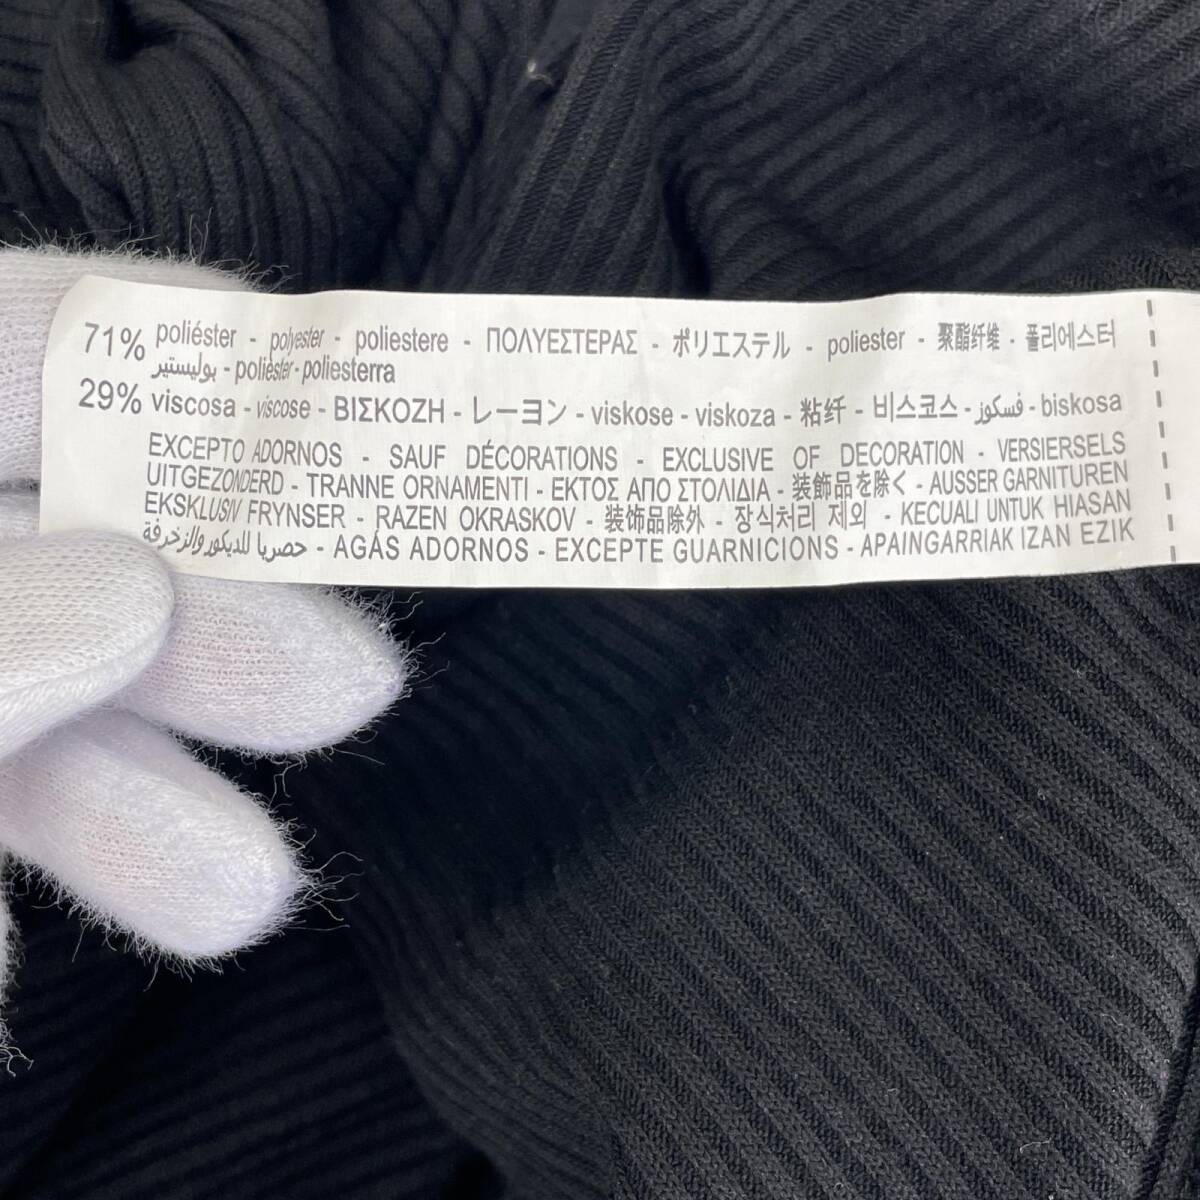 71% poliéster - polyester - poliestere - ΠΟΛΥΕΣΤΕΡΑΣ - ポリエステル - poliester - 聚酯纤维 - 폴리에스터
بوليستير - poliéster - poliesterra
29% viscosa - viscose - ΒΙΣΚΟΖΗ - レーヨン - viskose - viskoza - 粘纤 - 비스코스 - فسكوز - biskosa
EXCEPTO ADORNOS - SAUF DÉCORATIONS - EXCLUSIVE OF DECORATION - VERSIERSELS
UITGEZONDERD - TRANNE ORNAMENTI - ΕΚΤΟΣ ΑΠΟ ΣΤΟΛΙΔΙΑ - 装飾品を除く - AUSSER GARNITUREN
EKSKLUSIV FRYNSER - RAZEN OKRASKOV - 装饰品除外 - 장식처리 제외 - KECUALI UNTUK HIASAN
حصريا للديكور والزخرفة - AGÁS ADORNOS - EXCEPTE GUARNICIONS - APAINGARRIAK IZAN EZIK